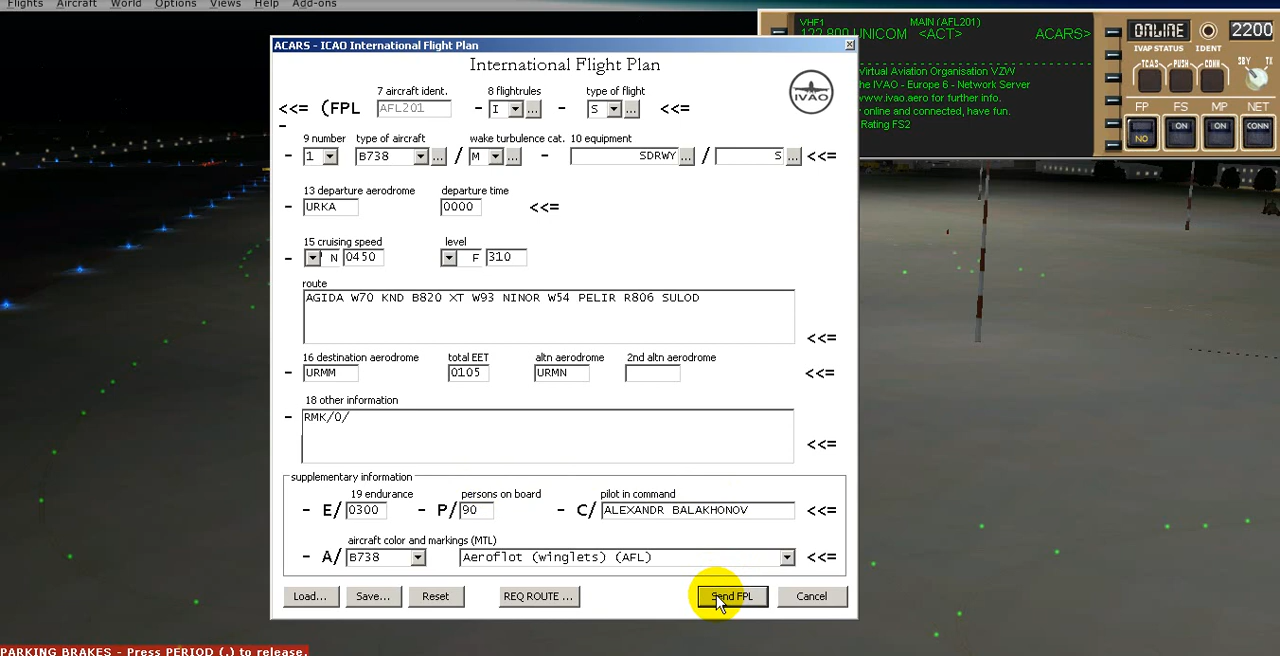 Flights Aircraft World Options Views Help Add-ons
VHF1 MAIN (AFL201)
122.800 UNICOM <ACT> ACARS>
Virtual Aviation Organisation VZW
the IVAO - Europe 6 - Network Server
www.ivao.aero for further info.
online and connected, have fun.
Rating FS2
ONLINE 2200
IVAP STATUS IDENT
TCAS PUSH COMM SBY TX
FP FS MP NET
NO ON ON CONN
ACARS - ICAO International Flight Plan
International Flight Plan
IVAO
7 aircraft ident. 8 flightrules type of flight
<<= (FPL AFL201 - I ... - S ... <<=
-
9 number type of aircraft wake turbulence cat. 10 equipment
- 1 B738 ... / M ... - SDRWY ... / S ... <<=
13 departure aerodrome departure time
- URKA 0000 <<=
15 cruising speed level
- N 0450 F 310
route
AGIDA W70 KND B820 XT W93 NINOR W54 PELIR R806 SULOD
<<=
16 destination aerodrome total EET altn aerodrome 2nd altn aerodrome
- URMM 0105 URMN <<=
18 other information
- RMK/0/
<<=
supplementary information
19 endurance persons on board pilot in command
- E/ 0300 - P/ 90 - C/ ALEXANDR BALAKHONOV <<=
aircraft color and markings (MTL)
- A/ B738 Aeroflot (winglets) (AFL) <<=
Load... Save... Reset REQ ROUTE ... Send FPL Cancel
PARKING BRAKES - Press PERIOD (.) to release.